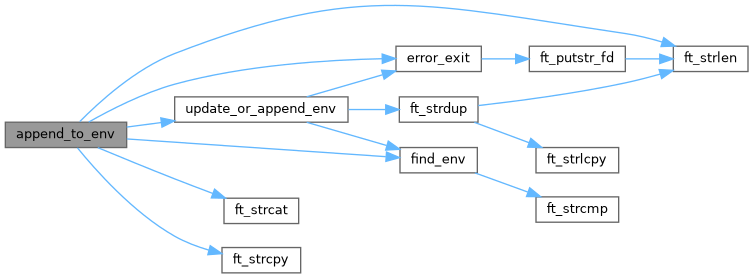 append_to_env
update_or_append_env
error_exit
ft_putstr_fd
ft_strlen
ft_strdup
ft_strlcpy
find_env
ft_strcmp
ft_strcat
ft_strcpy